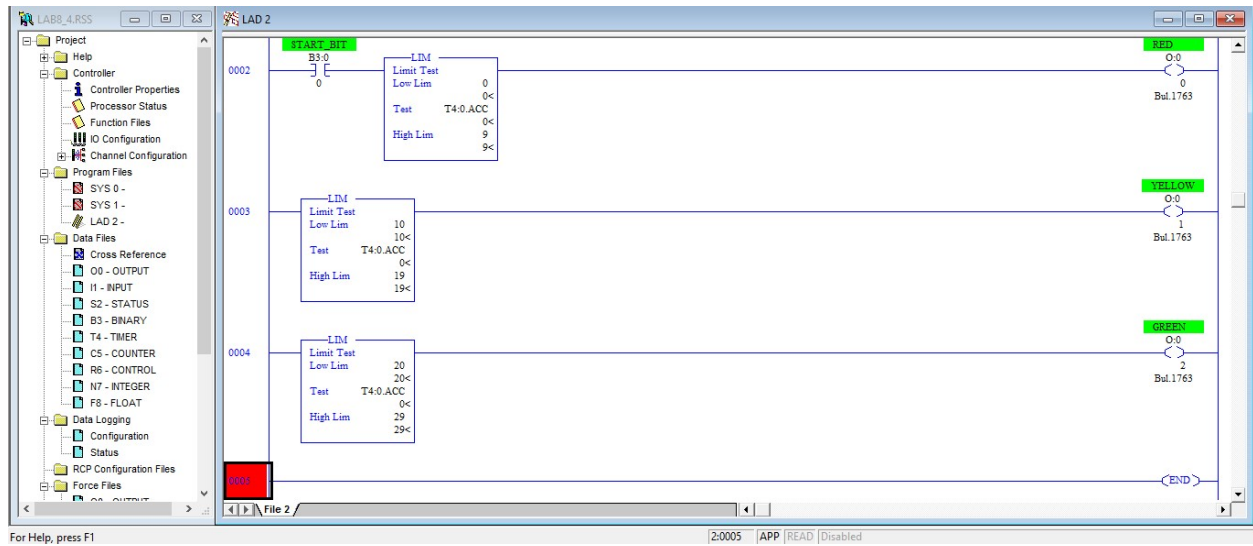 LAB8_4.RSS
Project
Help
Controller
Controller Properties
Processor Status
Function Files
IO Configuration
Channel Configuration
Program Files
SYS 0 -
SYS 1 -
LAD 2 -
Data Files
Cross Reference
O0 - OUTPUT
I1 - INPUT
S2 - STATUS
B3 - BINARY
T4 - TIMER
C5 - COUNTER
R6 - CONTROL
N7 - INTEGER
F8 - FLOAT
Data Logging
Configuration
Status
RCP Configuration Files
Force Files
LAD 2
0002
START_BIT
B3:0
0
LIM
Limit Test
Low Lim 0
0<
Test T4:0.ACC
0<
High Lim 9
9<
RED
O:0
0
Bul.1763
0003
LIM
Limit Test
Low Lim 10
10<
Test T4:0.ACC
0<
High Lim 19
19<
YELLOW
O:0
1
Bul.1763
0004
LIM
Limit Test
Low Lim 20
20<
Test T4:0.ACC
0<
High Lim 29
29<
GREEN
O:0
2
Bul.1763
0005
END
File 2
For Help, press F1
2:0005 APP READ Disabled